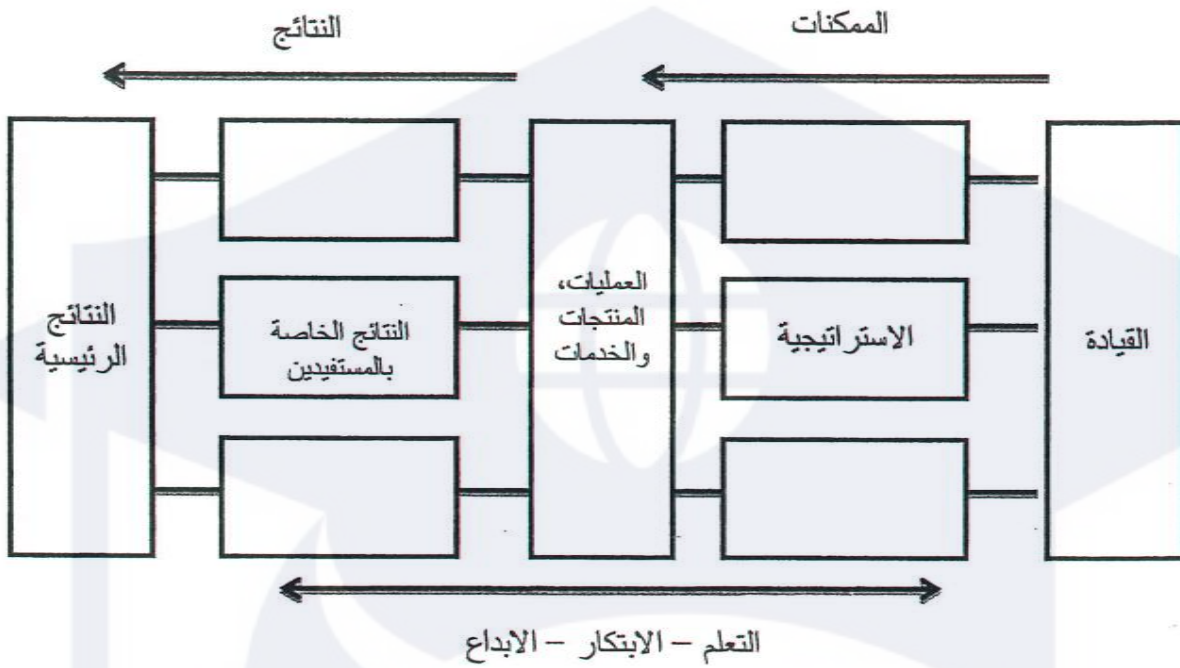 الممكنات
النتائج
القيادة
الاستراتيجية
العمليات،
المنتجات
والخدمات
النتائج الخاصة
بالمستفيدين
النتائج
الرئيسية
التعلم – الابتكار – الابداع